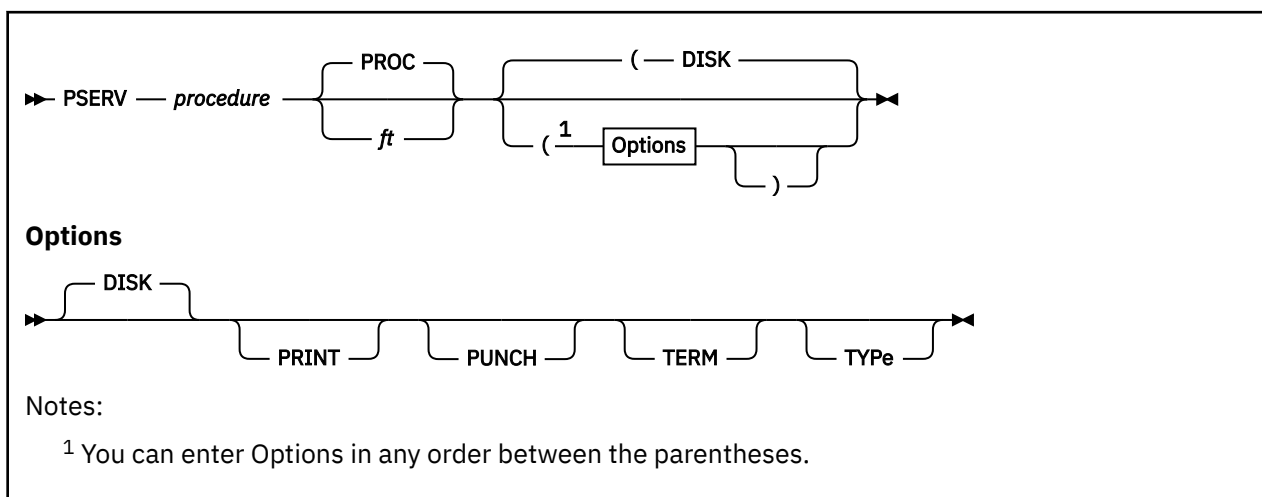 PROC ( DISK
PSERV procedure
ft ( 1 Options
)
Options
DISK
PRINT PUNCH TERM TYPe
Notes:
1 You can enter Options in any order between the parentheses.